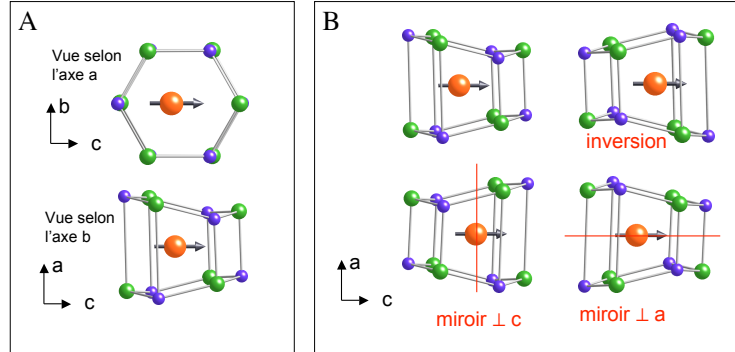 A
Vue selon
l'axe a
b
c
Vue selon
l'axe b
a
c
B
inversion
a
c
miroir ⊥ c
miroir ⊥ a